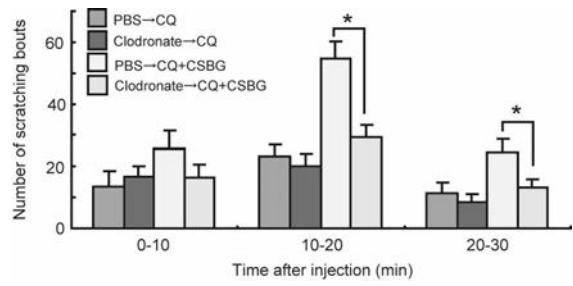 Number of scratching bouts
60
40
20
0
PBS→CQ
Clodronate→CQ
PBS→CQ+CSBG
Clodronate→CQ+CSBG
*
*
0-10
10-20
20-30
Time after injection (min)